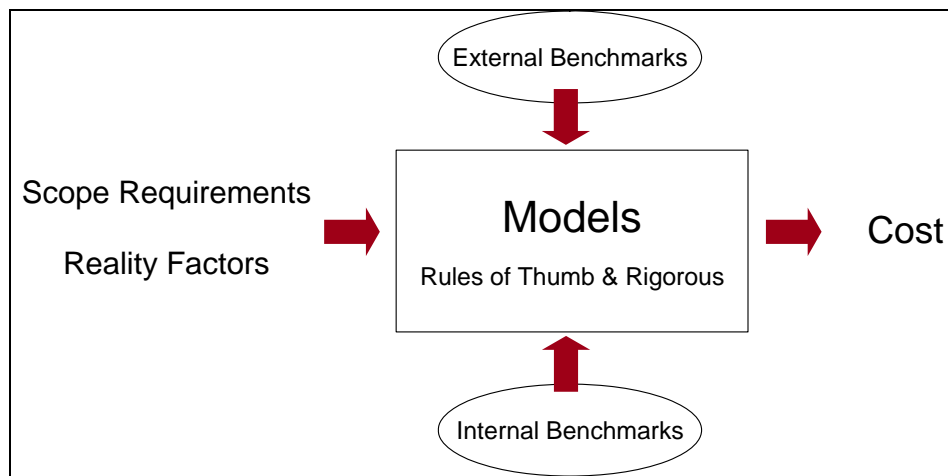 External Benchmarks
Scope Requirements
Reality Factors
Models
Rules of Thumb & Rigorous
Cost
Internal Benchmarks